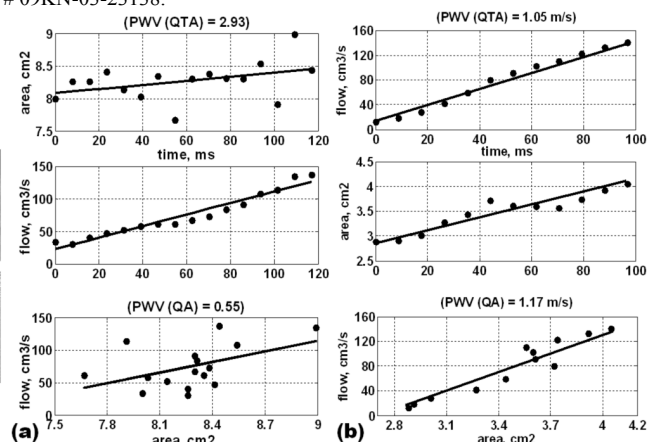 # 09KN-05-23138.
(PWV (QTA) = 2.93)
area, cm2
9
8.5
8
7.5
0 20 40 60 80 100 120
time, ms
flow, cm3/s
150
100
50
0
0 20 40 60 80 100 120
(PWV (QA) = 0.55)
flow, cm3/s
150
100
50
0
7.5 7.8 8.1 8.4 8.7 9
area, cm2
(a)
(PWV (QTA) = 1.05 m/s)
flow, cm3/s
160
120
80
40
0
0 20 40 60 80 100
time, ms
area, cm2
4.5
4
3.5
3
2.5
0 20 40 60 80 100
(PWV (QA) = 1.17 m/s)
flow, cm3/s
160
120
80
40
0
2.8 3.1 3.4 3.7 4 4.2
area, cm2
(b)